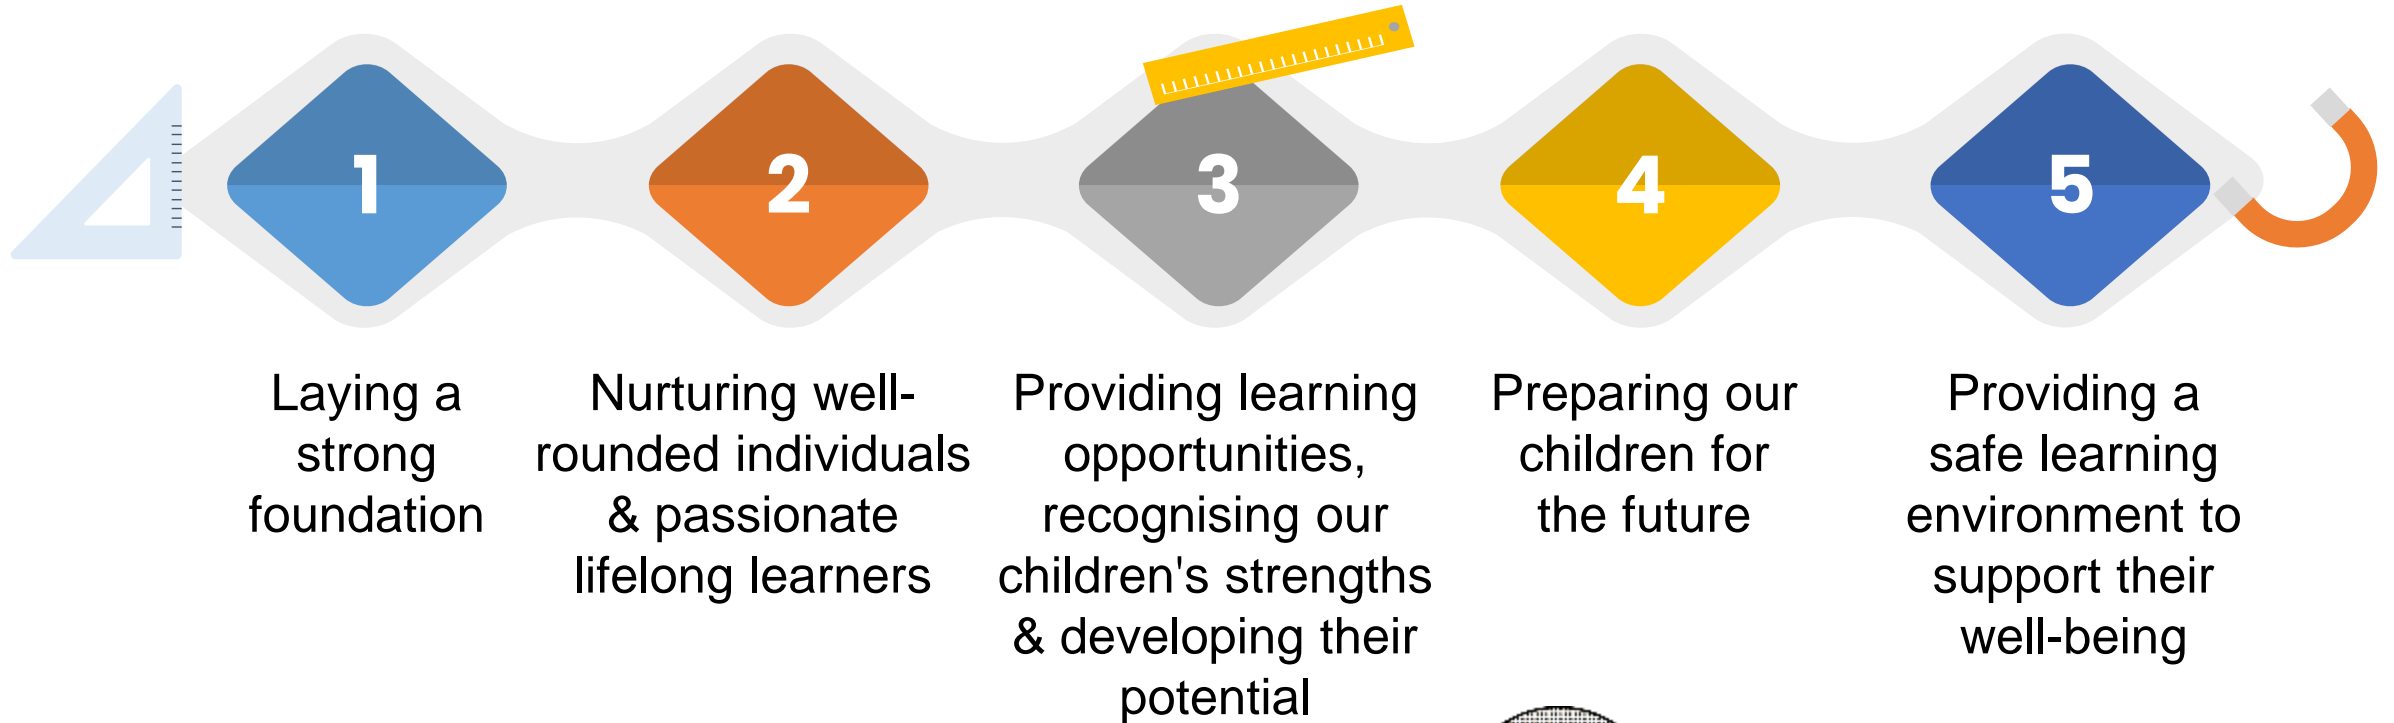 1
2
3
4
5
Laying a
strong
foundation
Nurturing well-
rounded individuals
& passionate
lifelong learners
Providing learning
opportunities,
recognising our
children's strengths
& developing their
potential
Preparing our
children for
the future
Providing a
safe learning
environment to
support their
well-being